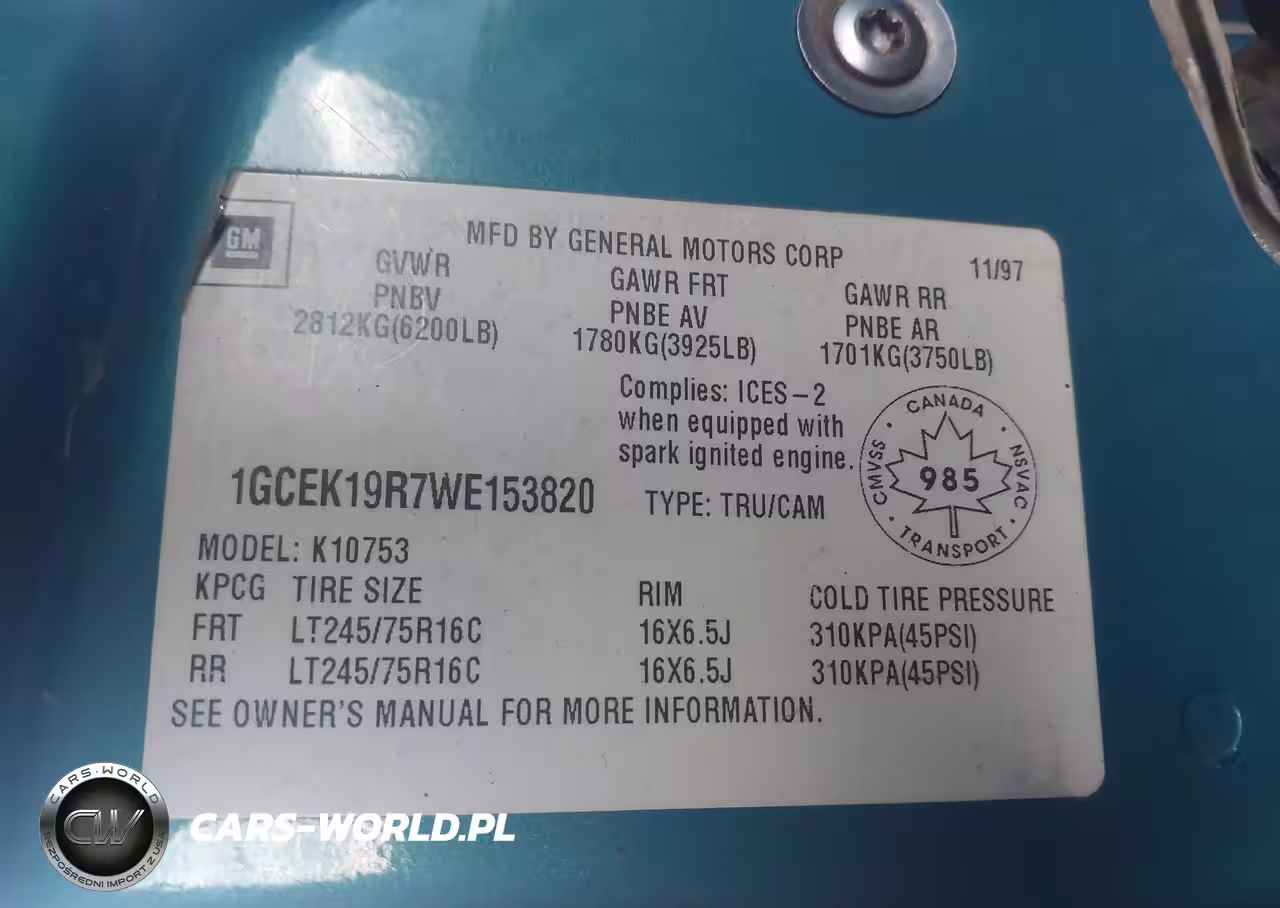 GM
MFD BY GENERAL MOTORS CORP
11/97
GVWR GAWR FRT GAWR RR
PNBV PNBE AV PNBE AR
2812KG(6200LB) 1780KG(3925LB) 1701KG(3750LB)
Complies: ICES-2
when equipped with
spark ignited engine.
CANADA
CMVSS
NSVAC
985
TRANSPORT
1GCEK19R7WE153820 TYPE: TRU/CAM
MODEL: K10753
KPCG TIRE SIZE RIM COLD TIRE PRESSURE
FRT LT245/75R16C 16X6.5J 310KPA(45PSI)
RR LT245/75R16C 16X6.5J 310KPA(45PSI)
SEE OWNER'S MANUAL FOR MORE INFORMATION.
CARS-WORLD
CW
BEZPOŚREDNI IMPORT Z USA
CARS-WORLD.PL